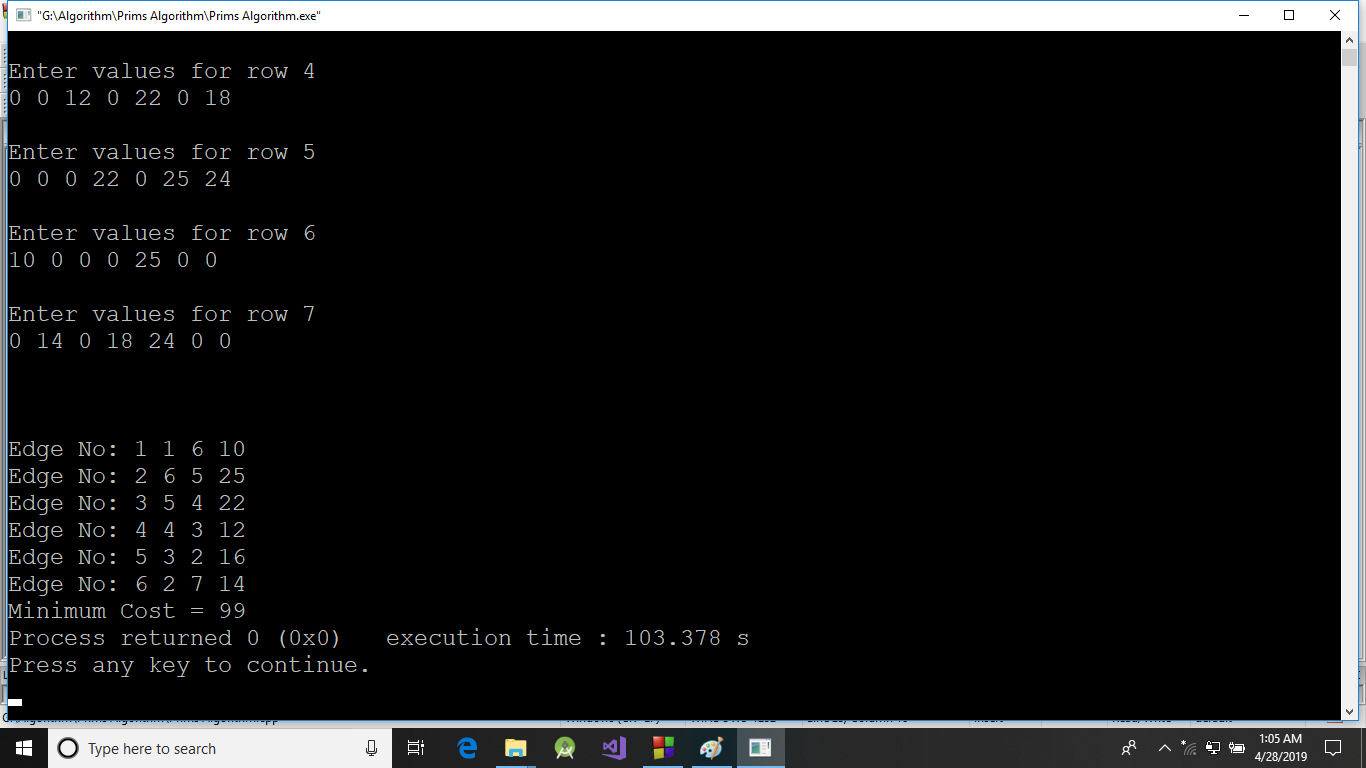 "G:\Algorithm\Prims Algorithm\Prims Algorithm.exe"
Enter values for row 4
0 0 12 0 22 0 18
Enter values for row 5
0 0 0 22 0 25 24
Enter values for row 6
10 0 0 0 25 0 0
Enter values for row 7
0 14 0 18 24 0 0
Edge No: 1 1 6 10
Edge No: 2 6 5 25
Edge No: 3 5 4 22
Edge No: 4 4 3 12
Edge No: 5 3 2 16
Edge No: 6 2 7 14
Minimum Cost = 99
Process returned 0 (0x0)   execution time : 103.378 s
Press any key to continue.
Type here to search
1:05 AM
4/28/2019